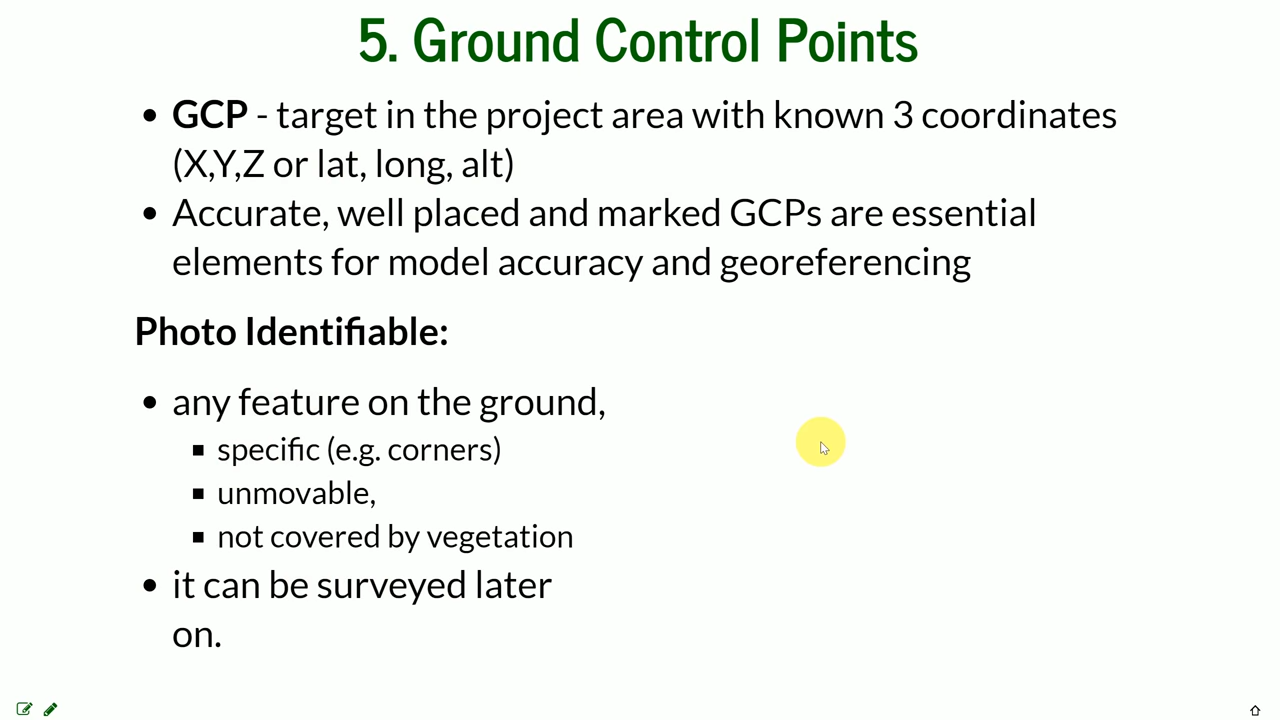 5. Ground Control Points
• GCP - target in the project area with known 3 coordinates
(X,Y,Z or lat, long, alt)
• Accurate, well placed and marked GCPs are essential
elements for model accuracy and georeferencing
Photo Identifiable:
• any feature on the ground,
▪ specific (e.g. corners)
▪ unmovable,
▪ not covered by vegetation
• it can be surveyed later
on.